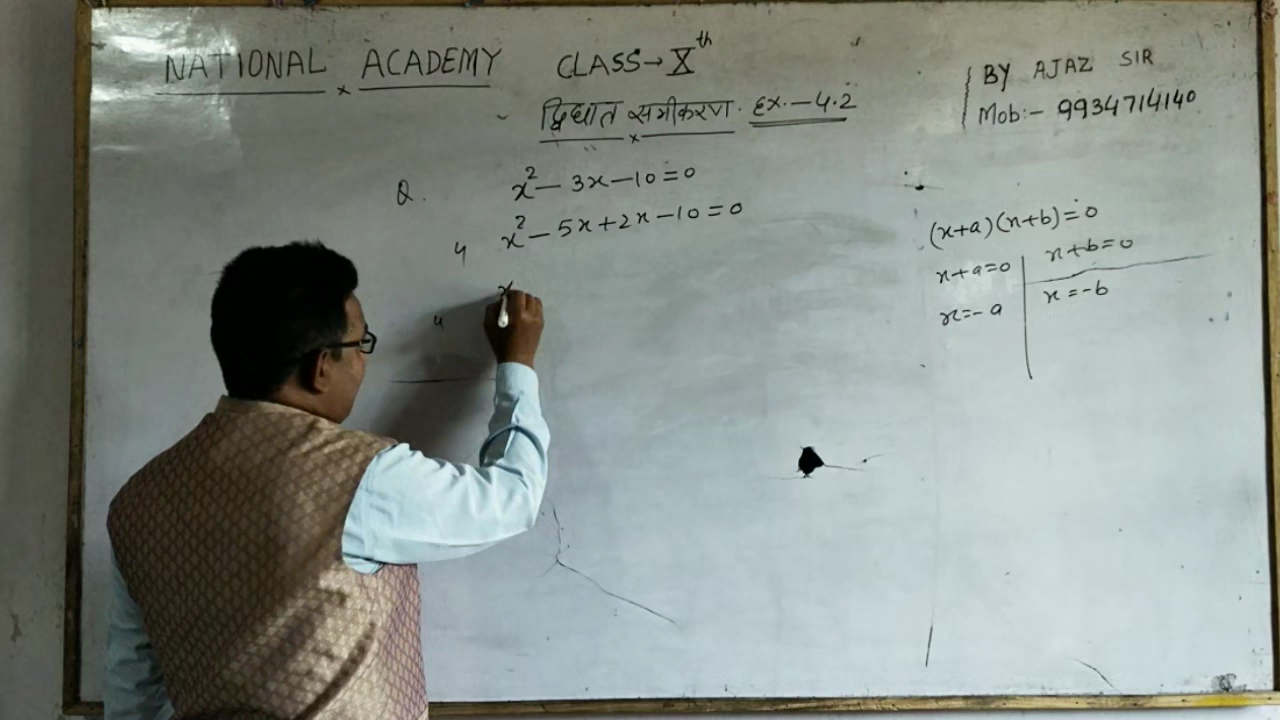 NATIONAL ACADEMY CLASS→Xth
द्विघात समीकरण. Ex.-4.2
BY AJAZ SIR
Mob:- 9934714140
Q. x²-3x-10=0
x²-5x+2x-10=0
x
(x+a)(x+b)=0
x+a=0 x+b=0
x=-a x=-b